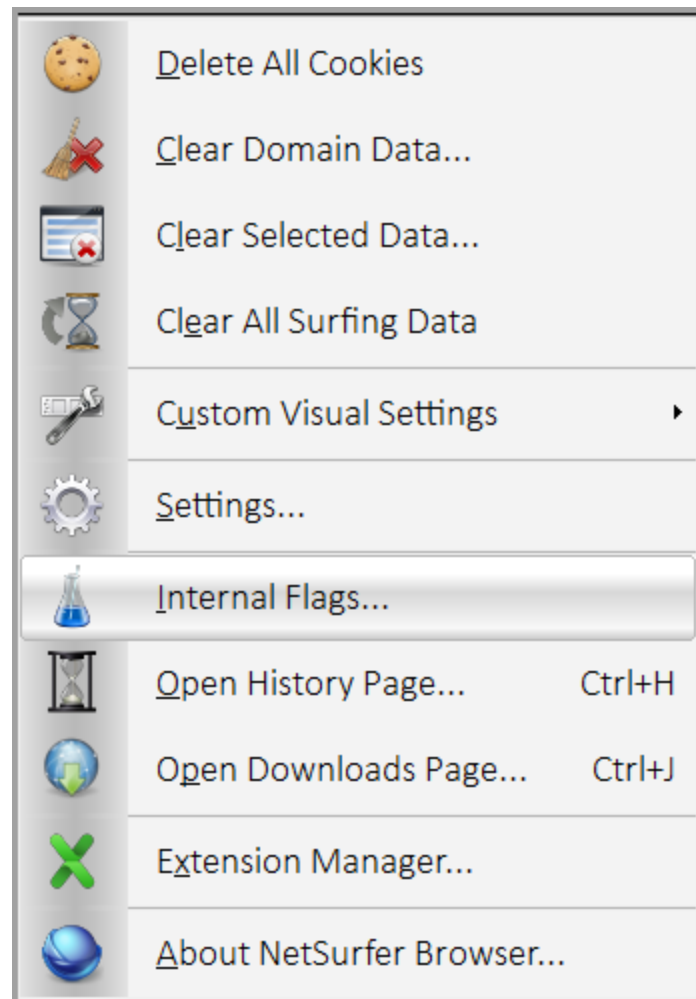 Delete All Cookies
Clear Domain Data...
Clear Selected Data...
Clear All Surfing Data
Custom Visual Settings
Settings...
Internal Flags...
Open History Page... Ctrl+H
Open Downloads Page... Ctrl+J
Extension Manager...
About NetSurfer Browser...